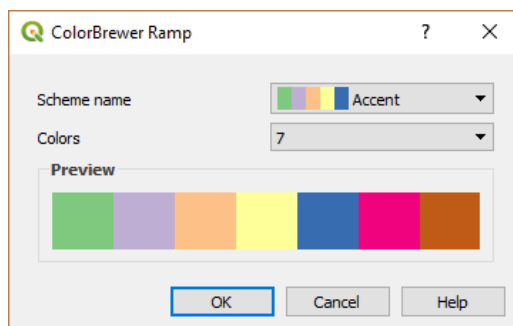 ColorBrewer Ramp ?
Scheme name Accent
Colors 7
Preview
OK Cancel Help